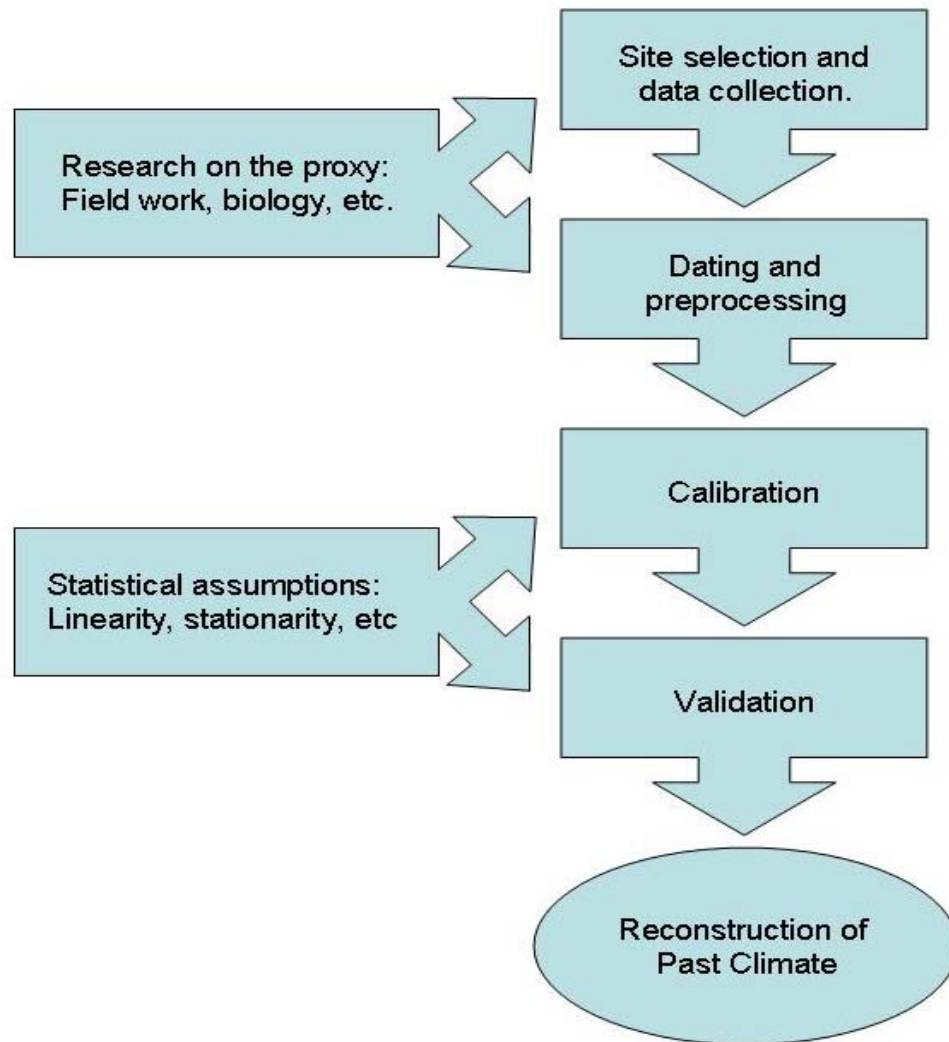 Site selection and
data collection.
Research on the proxy:
Field work, biology, etc.
Dating and
preprocessing
Calibration
Statistical assumptions:
Linearity, stationarity, etc
Validation
Reconstruction of
Past Climate